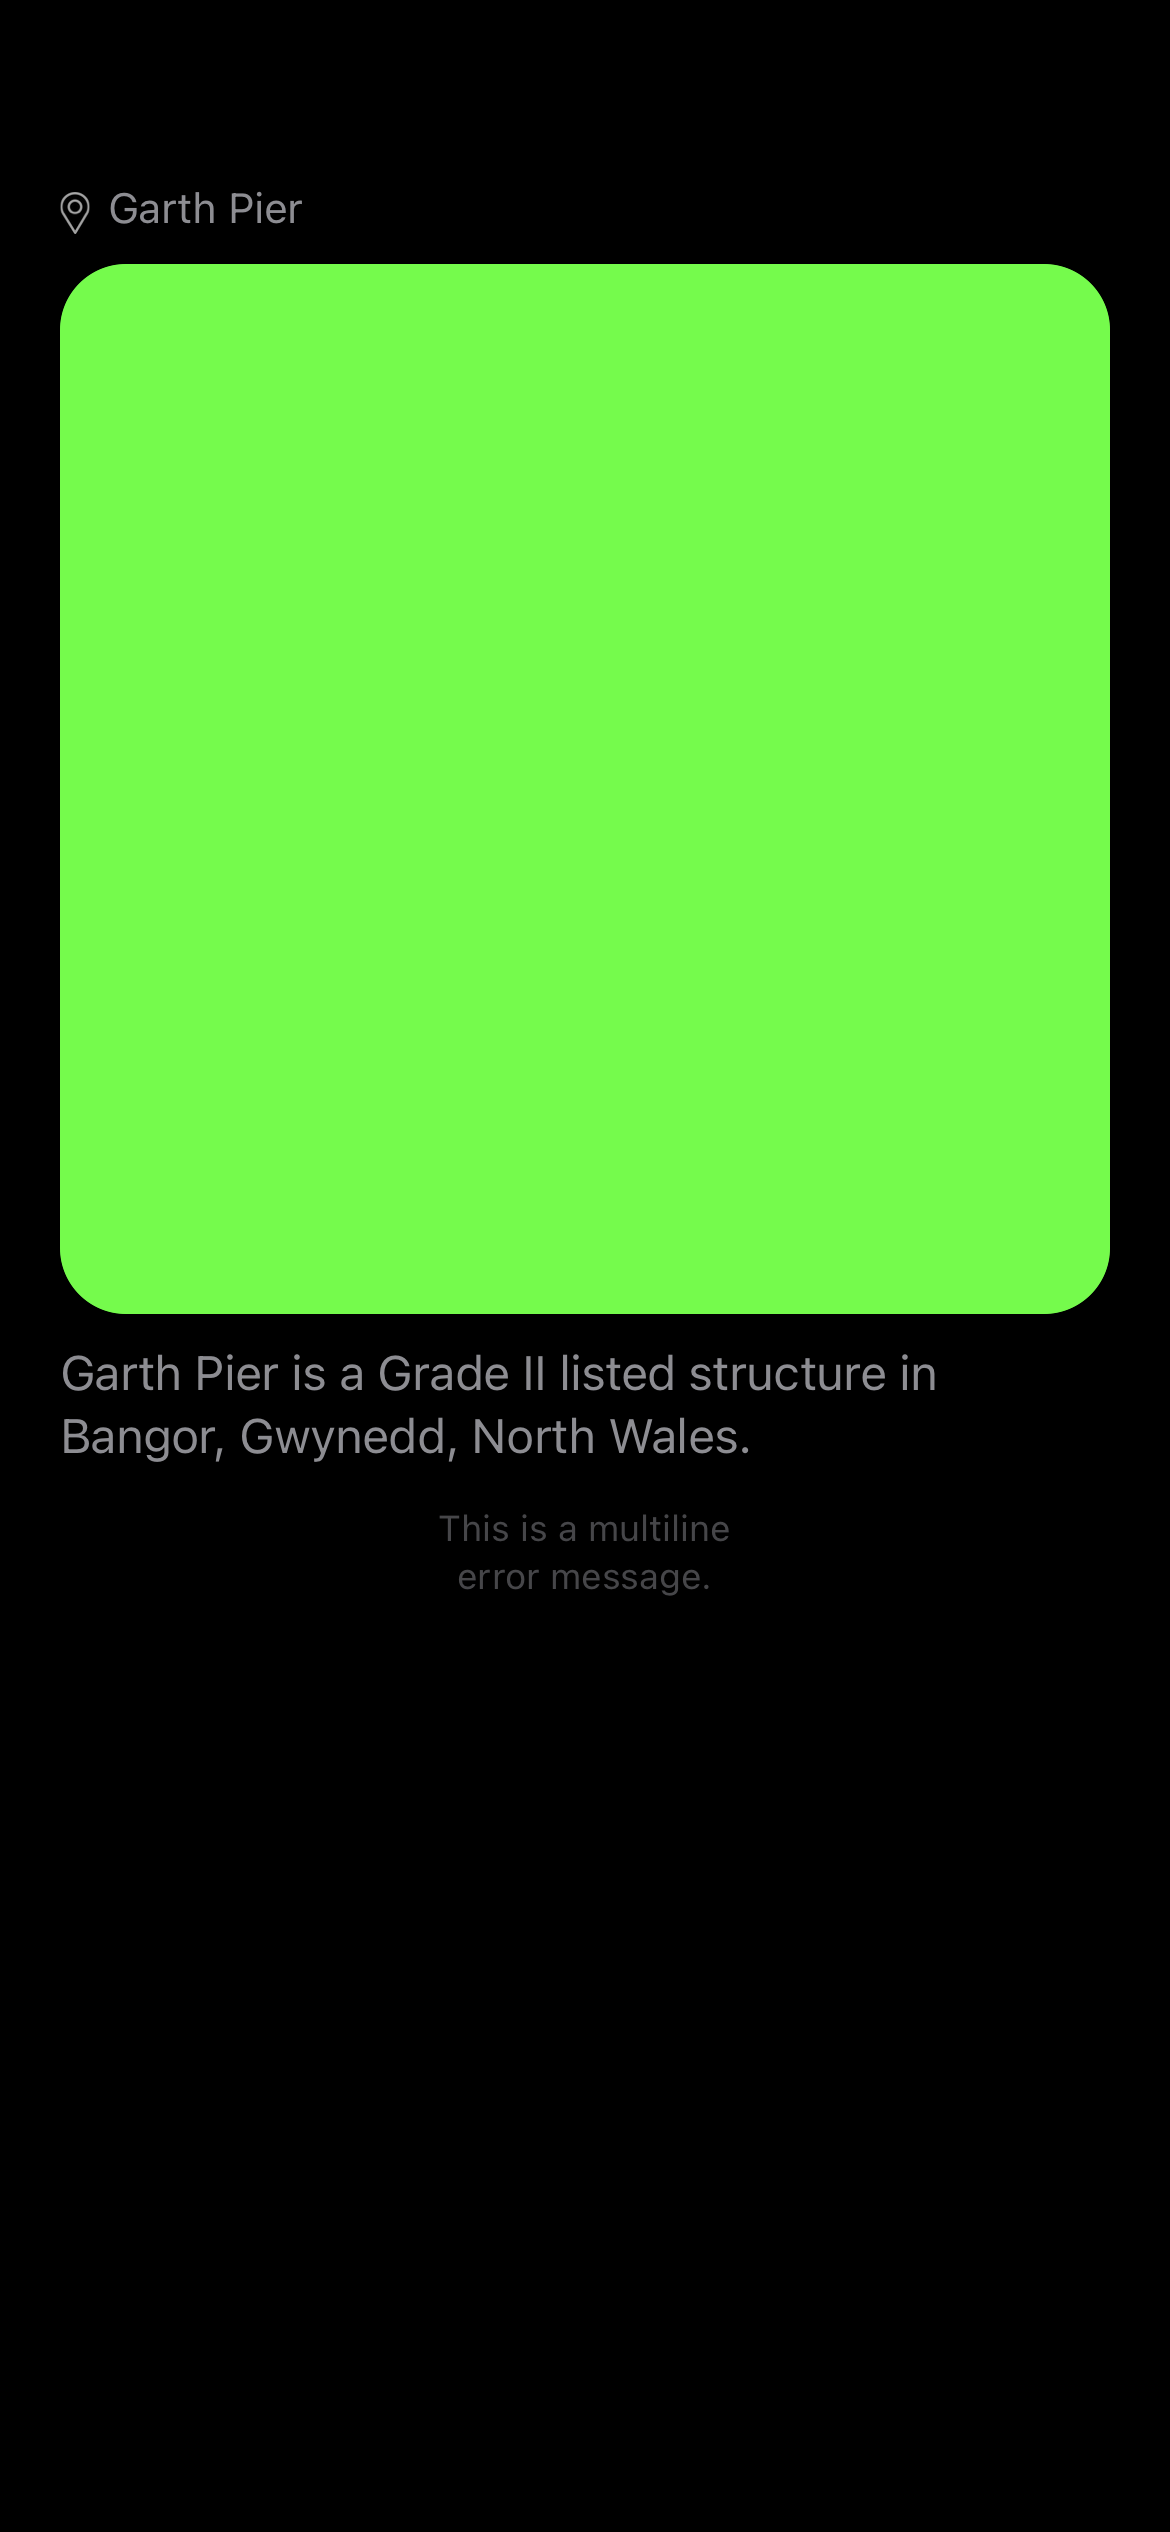 Garth Pier
Garth Pier is a Grade II listed structure in
Bangor, Gwynedd, North Wales.
This is a multiline
error message.